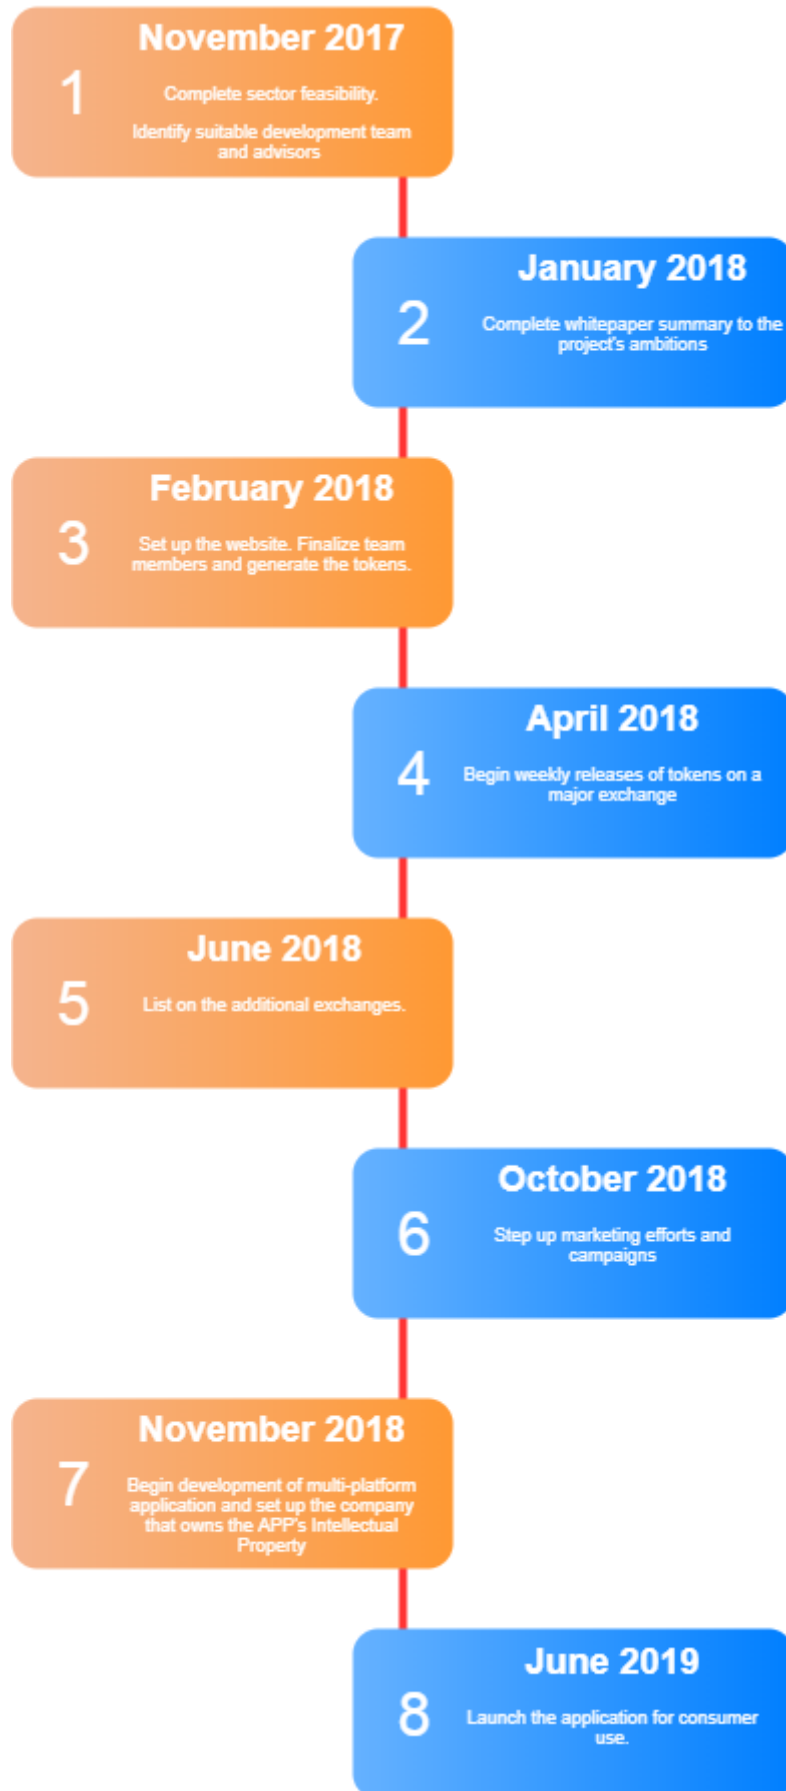 November 2017
1
Complete sector feasibility.
Identify suitable development team
and advisors
January 2018
2
Complete whitepaper summary to the
project's ambitions
February 2018
3
Set up the website. Finalize team
members and generate the tokens.
April 2018
4
Begin weekly releases of tokens on a
major exchange
June 2018
5
List on the additional exchanges.
October 2018
6
Step up marketing efforts and
campaigns
November 2018
7
Begin development of multi-platform
application and set up the company
that owns the APP's Intellectual
Property
June 2019
8
Launch the application for consumer
use.